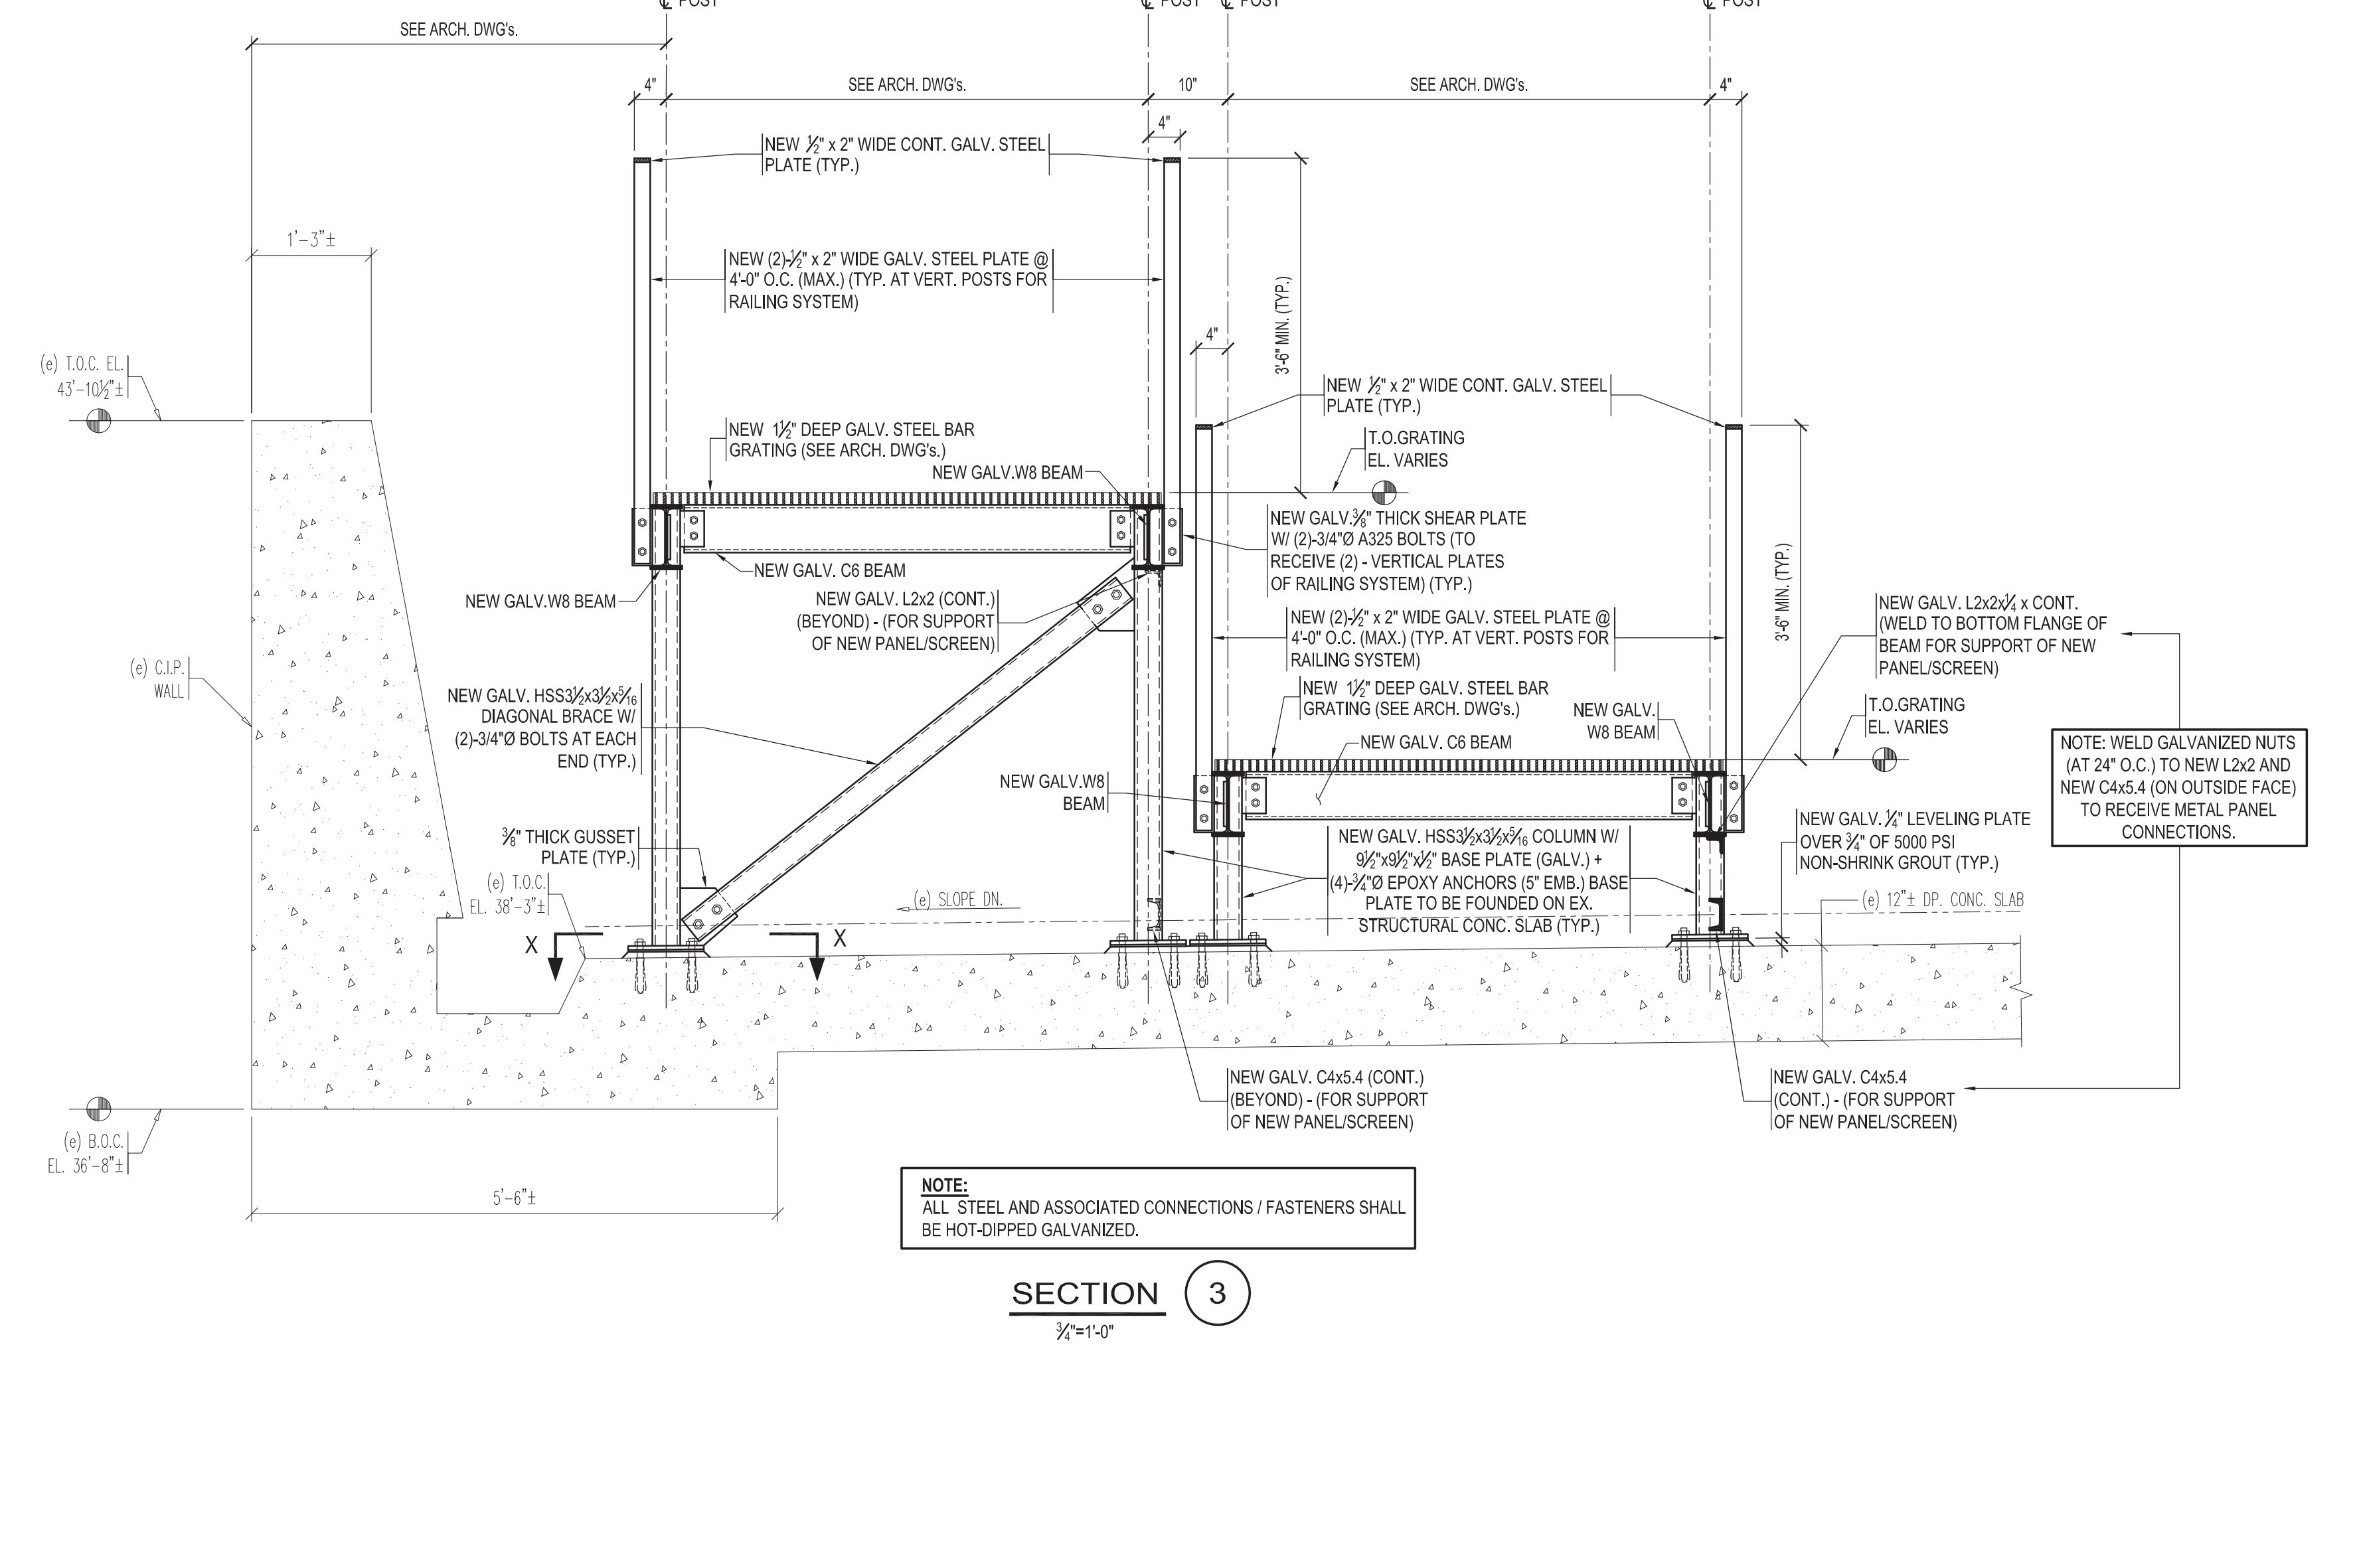 ℄ POST
℄ POST
℄ POST
℄ POST
SEE ARCH. DWG's.
4"
SEE ARCH. DWG's.
10"
SEE ARCH. DWG's.
4"
4"
NEW ½" x 2" WIDE CONT. GALV. STEEL
PLATE (TYP.)
1'-3"±
NEW (2)-½" x 2" WIDE GALV. STEEL PLATE @
4'-0" O.C. (MAX.) (TYP. AT VERT. POSTS FOR
RAILING SYSTEM)
3'-6" MIN. (TYP.)
4"
(e) T.O.C. EL.
43'-10½"±
NEW ½" x 2" WIDE CONT. GALV. STEEL
PLATE (TYP.)
NEW 1½" DEEP GALV. STEEL BAR
GRATING (SEE ARCH. DWG's.)
T.O.GRATING
EL. VARIES
NEW GALV.W8 BEAM
NEW GALV.⅜" THICK SHEAR PLATE
W/ (2)-3/4"Ø A325 BOLTS (TO
RECEIVE (2) - VERTICAL PLATES
OF RAILING SYSTEM) (TYP.)
NEW GALV. C6 BEAM
NEW GALV.W8 BEAM
NEW GALV. L2x2 (CONT.)
(BEYOND) - (FOR SUPPORT
OF NEW PANEL/SCREEN)
3'-6" MIN. (TYP.)
NEW GALV. L2x2x¼ x CONT.
(WELD TO BOTTOM FLANGE OF
BEAM FOR SUPPORT OF NEW
PANEL/SCREEN)
NEW (2)-½" x 2" WIDE GALV. STEEL PLATE @
4'-0" O.C. (MAX.) (TYP. AT VERT. POSTS FOR
RAILING SYSTEM)
(e) C.I.P.
WALL
NEW GALV. HSS3½x3½x5⁄16
DIAGONAL BRACE W/
(2)-3/4"Ø BOLTS AT EACH
END (TYP.)
NEW 1½" DEEP GALV. STEEL BAR
GRATING (SEE ARCH. DWG's.)
NEW GALV.
W8 BEAM
T.O.GRATING
EL. VARIES
NEW GALV. C6 BEAM
NOTE: WELD GALVANIZED NUTS
(AT 24" O.C.) TO NEW L2x2 AND
NEW C4x5.4 (ON OUTSIDE FACE)
TO RECEIVE METAL PANEL
CONNECTIONS.
NEW GALV.W8
BEAM
⅜" THICK GUSSET
PLATE (TYP.)
NEW GALV. HSS3½x3½x5⁄16 COLUMN W/
9½"x9½"x½" BASE PLATE (GALV.) +
(4)-¾"Ø EPOXY ANCHORS (5" EMB.) BASE
PLATE TO BE FOUNDED ON EX.
STRUCTURAL CONC. SLAB (TYP.)
NEW GALV. ¼" LEVELING PLATE
OVER ¾" OF 5000 PSI
NON-SHRINK GROUT (TYP.)
(e) T.O.C.
EL. 38'-3"±
(e) SLOPE DN.
(e) 12"± DP. CONC. SLAB
X
X
NEW GALV. C4x5.4 (CONT.)
(BEYOND) - (FOR SUPPORT
OF NEW PANEL/SCREEN)
NEW GALV. C4x5.4
(CONT.) - (FOR SUPPORT
OF NEW PANEL/SCREEN)
(e) B.O.C.
EL. 36'-8"±
5'-6"±
NOTE:
ALL STEEL AND ASSOCIATED CONNECTIONS / FASTENERS SHALL
BE HOT-DIPPED GALVANIZED.
SECTION 3
¾"=1'-0"